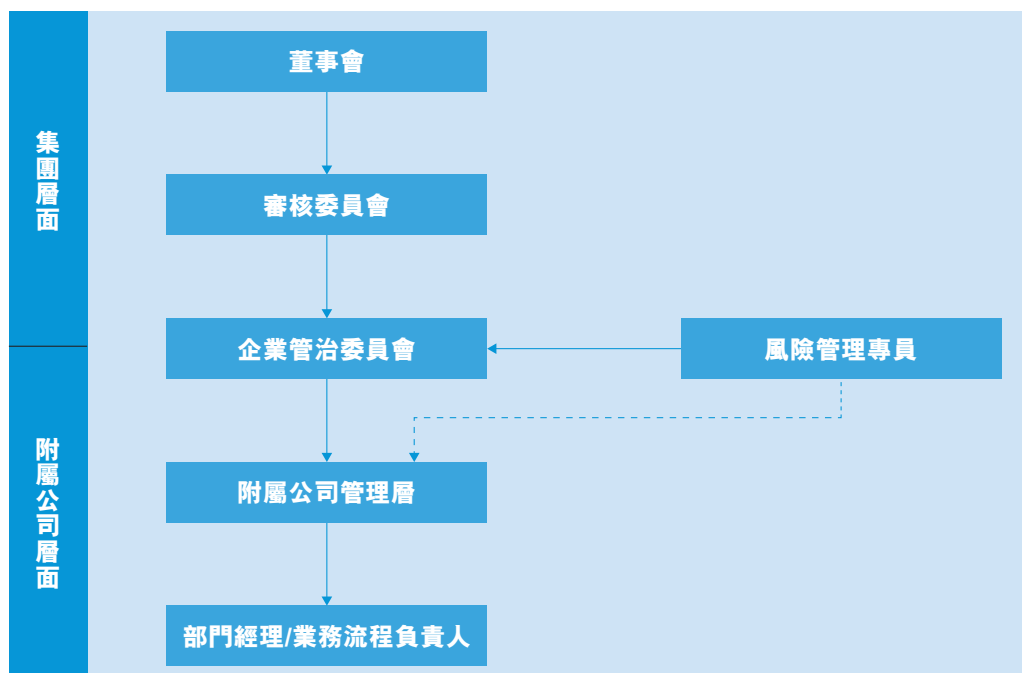 集團層面
董事會
審核委員會
企業管治委員會
風險管理專員
附屬公司層面
附屬公司管理層
部門經理/業務流程負責人